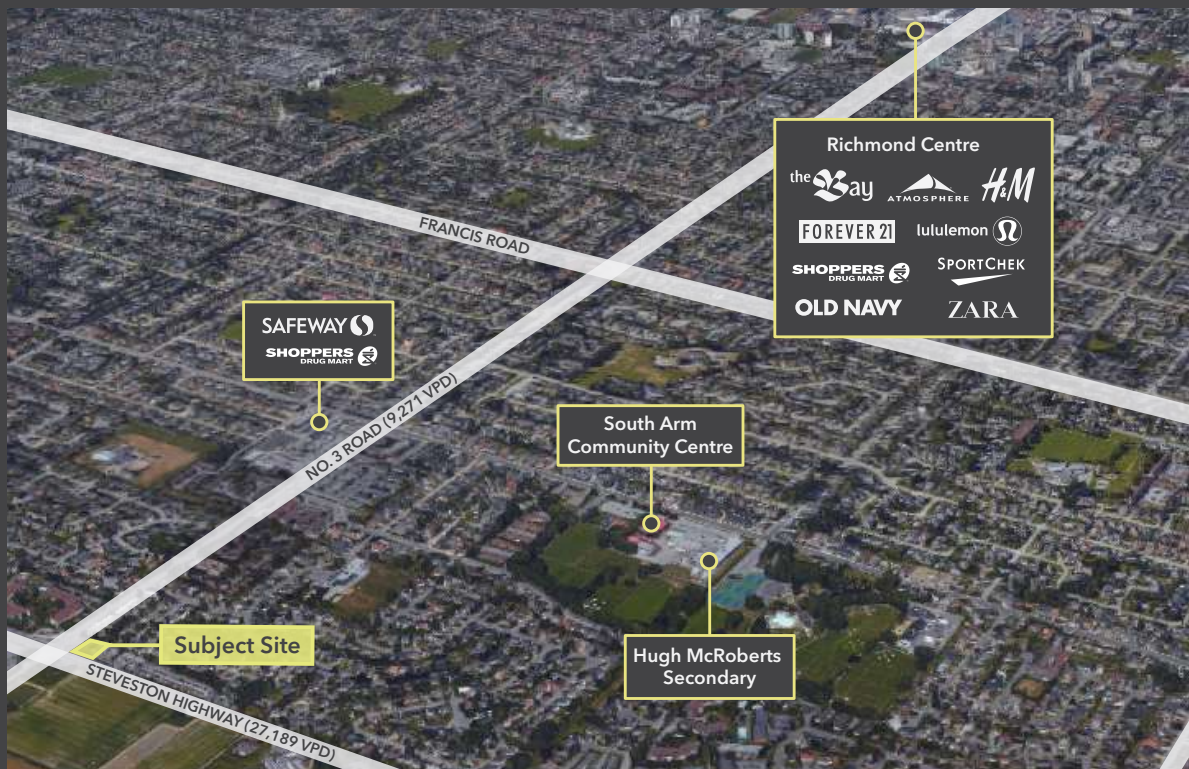 Richmond Centre
the Bay
ATMOSPHERE
H&M
FOREVER 21
lululemon
SHOPPERS
DRUG MART
SPORTCHEK
OLD NAVY
ZARA
FRANCIS ROAD
SAFEWAY
SHOPPERS
DRUG MART
NO. 3 ROAD (9,271 VPD)
South Arm
Community Centre
Subject Site
Hugh McRoberts
Secondary
STEVESTON HIGHWAY (27,189 VPD)